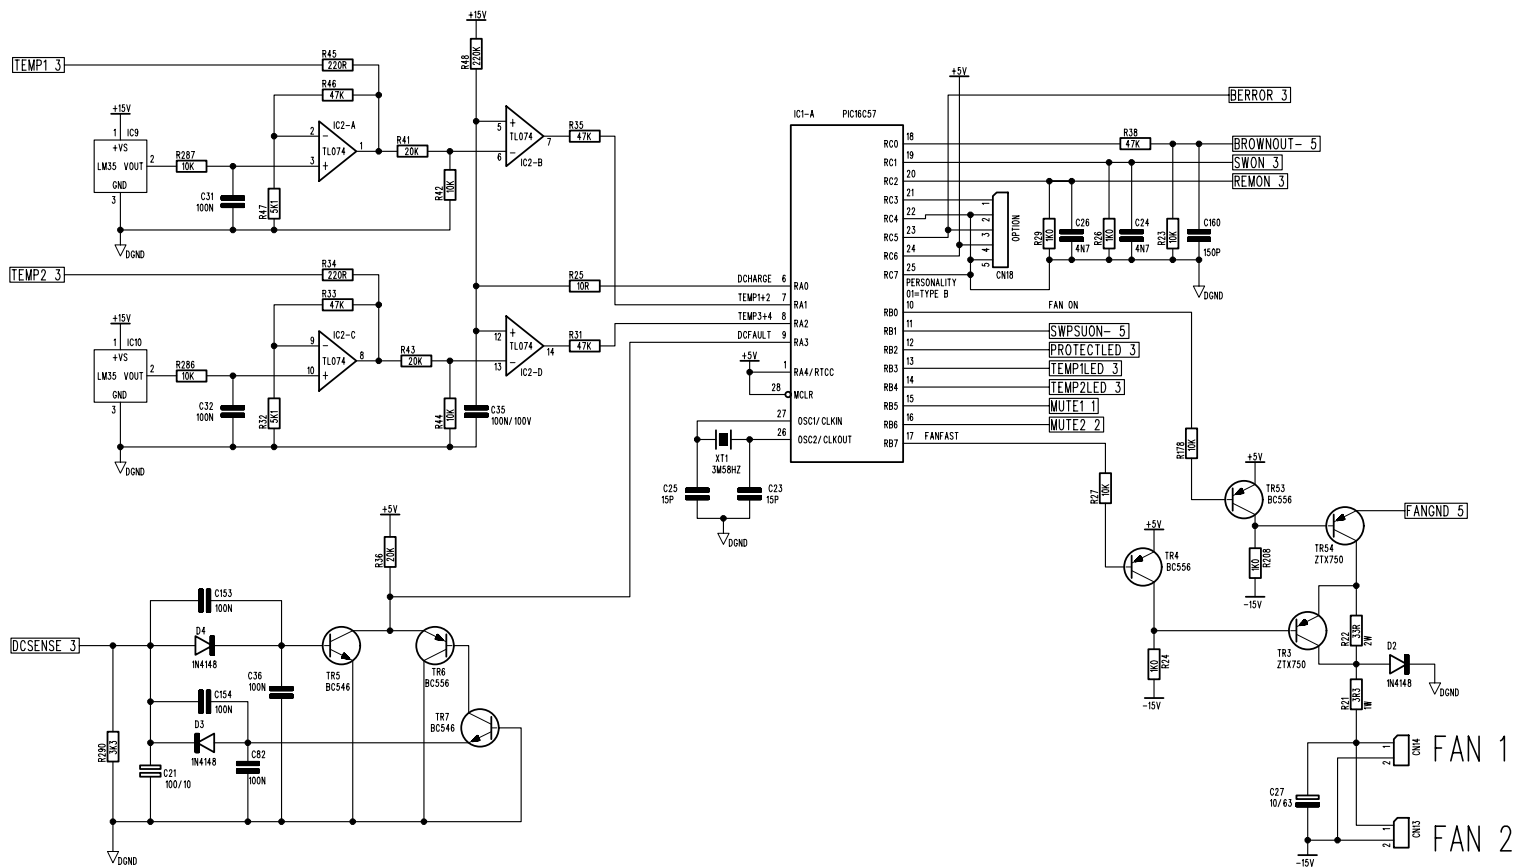 +15V
R48
220K
TEMP1 3
R45
220R
R46
47K
+15V
1
IC9
+VS
LM35 VOUT
2
GND
3
R287
10K
C31
100N
R47
5K1
2
3
IC2-A
TL074
1
R41
20K
R42
10K
5
6
TL074
7
IC2-B
R35
47K
DGND
TEMP2 3
R34
220R
R33
47K
+15V
1
IC10
+VS
LM35 VOUT
2
GND
3
R286
10K
C32
100N
R32
5K1
9
10
IC2-C
TL074
8
R43
20K
R44
10K
12
13
TL074
14
IC2-D
R31
47K
R25
10R
C35
100N/100V
DGND
IC1-A
PIC16C57
DCHARGE 6
RA0
TEMP1+2 7
RA1
TEMP3+4 8
RA2
DCFAULT 9
RA3
+5V
1
RA4/RTCC
28
MCLR
27
OSC1/CLKIN
26
OSC2/CLKOUT
XT1
3M58HZ
C25
15P
C23
15P
DGND
RC0
18
RC1
19
RC2
20
RC3
21
RC4
22
RC5
23
RC6
24
RC7
25
PERSONALITY
01=TYPE B
RB0
10
FAN ON
RB1
11
RB2
12
RB3
13
RB4
14
RB5
15
RB6
16
RB7
17
FANFAST
+5V
BERROR 3
R38
47K
BROWNOUT- 5
SWON 3
REMON 3
1
2
3
4
5
OPTION
CN18
R29
1K0
C26
4N7
R26
1K0
C24
4N7
R23
10K
C160
150P
DGND
SWPSUON- 5
PROTECTLED 3
TEMP1LED 3
TEMP2LED 3
MUTE1 1
MUTE2 2
R178
10K
R27
10K
+5V
TR53
BC556
R208
1K0
-15V
TR54
ZTX750
FANGND 5
+5V
TR4
BC556
R24
1K0
-15V
TR3
ZTX750
R22
33R
2W
D2
1N4148
DGND
R21
3R3
1W
1
2
CN14
FAN 1
C27
10/63
1
2
CN13
FAN 2
-15V
+5V
R36
20K
DCSENSE 3
C153
100N
D4
1N4148
C36
100N
C154
100N
D3
1N4148
C82
100N
R290
3K3
C21
100/10
TR5
BC546
TR6
BC556
TR7
BC546
DGND